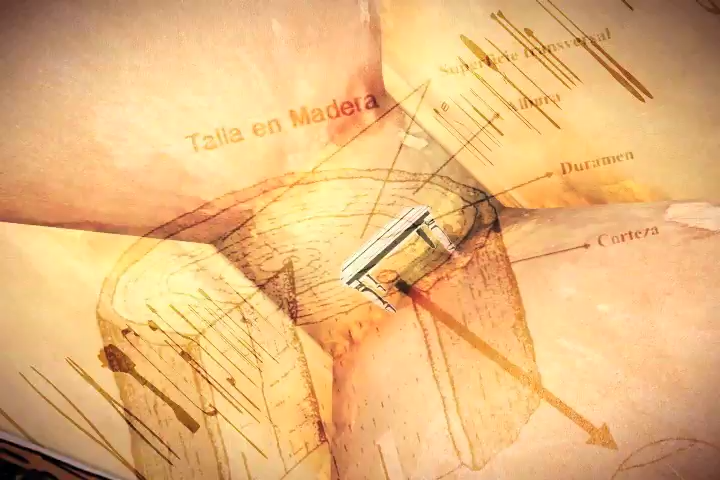 Superficie transversal
Talla en Madera
Albura
Duramen
Corteza